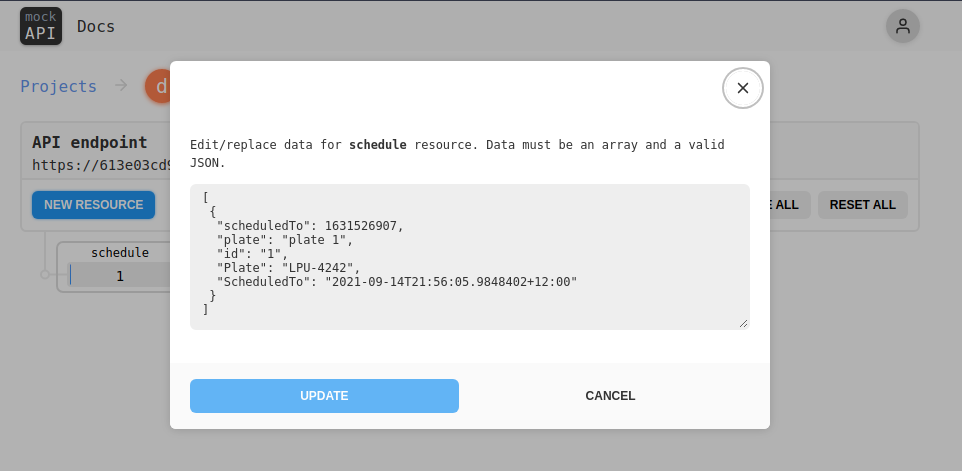 mock
API
Docs
Projects
d
API endpoint
https://613e03cd9
NEW RESOURCE
ALL
RESET ALL
schedule
1
Edit/replace data for schedule resource. Data must be an array and a valid
JSON.
[
{
"scheduledTo": 1631526907,
"plate": "plate 1",
"id": "1",
"Plate": "LPU-4242",
"ScheduledTo": "2021-09-14T21:56:05.9848402+12:00"
}
]
UPDATE
CANCEL